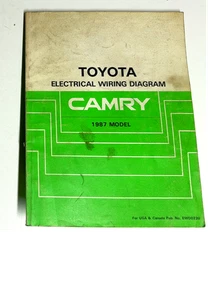 TOYOTA
ELECTRICAL WIRING DIAGRAM
CAMRY
1987 MODEL
For USA & Canada Pub. No.